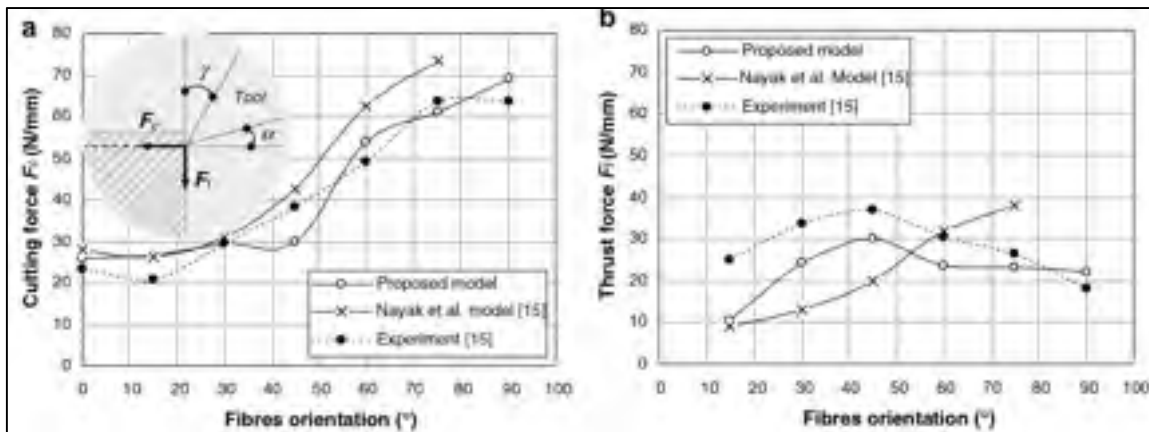 a
80
70
60
50
40
30
20
10
0
Cutting force Fc (N/mm)
γ
Tool
α
Fc
Ft
Proposed model
Nayak et al. model [15]
Experiment [15]
0 10 20 30 40 50 60 70 80 90 100
Fibres orientation (°)
b
80
70
60
50
40
30
20
10
0
Thrust force Ft (N/mm)
Proposed model
Nayak et al. Model [15]
Experiment [15]
0 10 20 30 40 50 60 70 80 90 100
Fibres orientation (°)